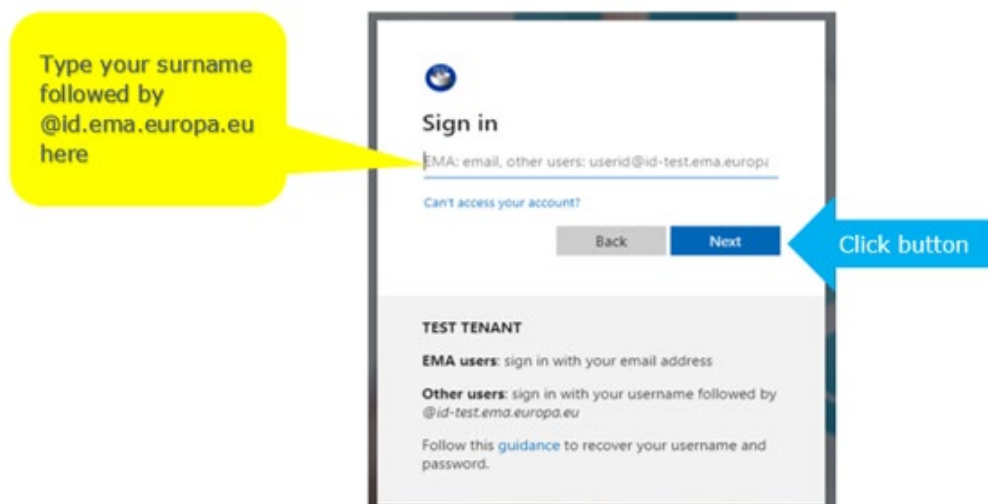 Type your surname
followed by
@id.ema.europa.eu
here
Sign in
EMA: email, other users: userid@id-test.ema.europa
Can't access your account?
Back
Next
Click button
TEST TENANT
EMA users: sign in with your email address
Other users: sign in with your username followed by
@id-test.ema.europa.eu
Follow this guidance to recover your username and
password.